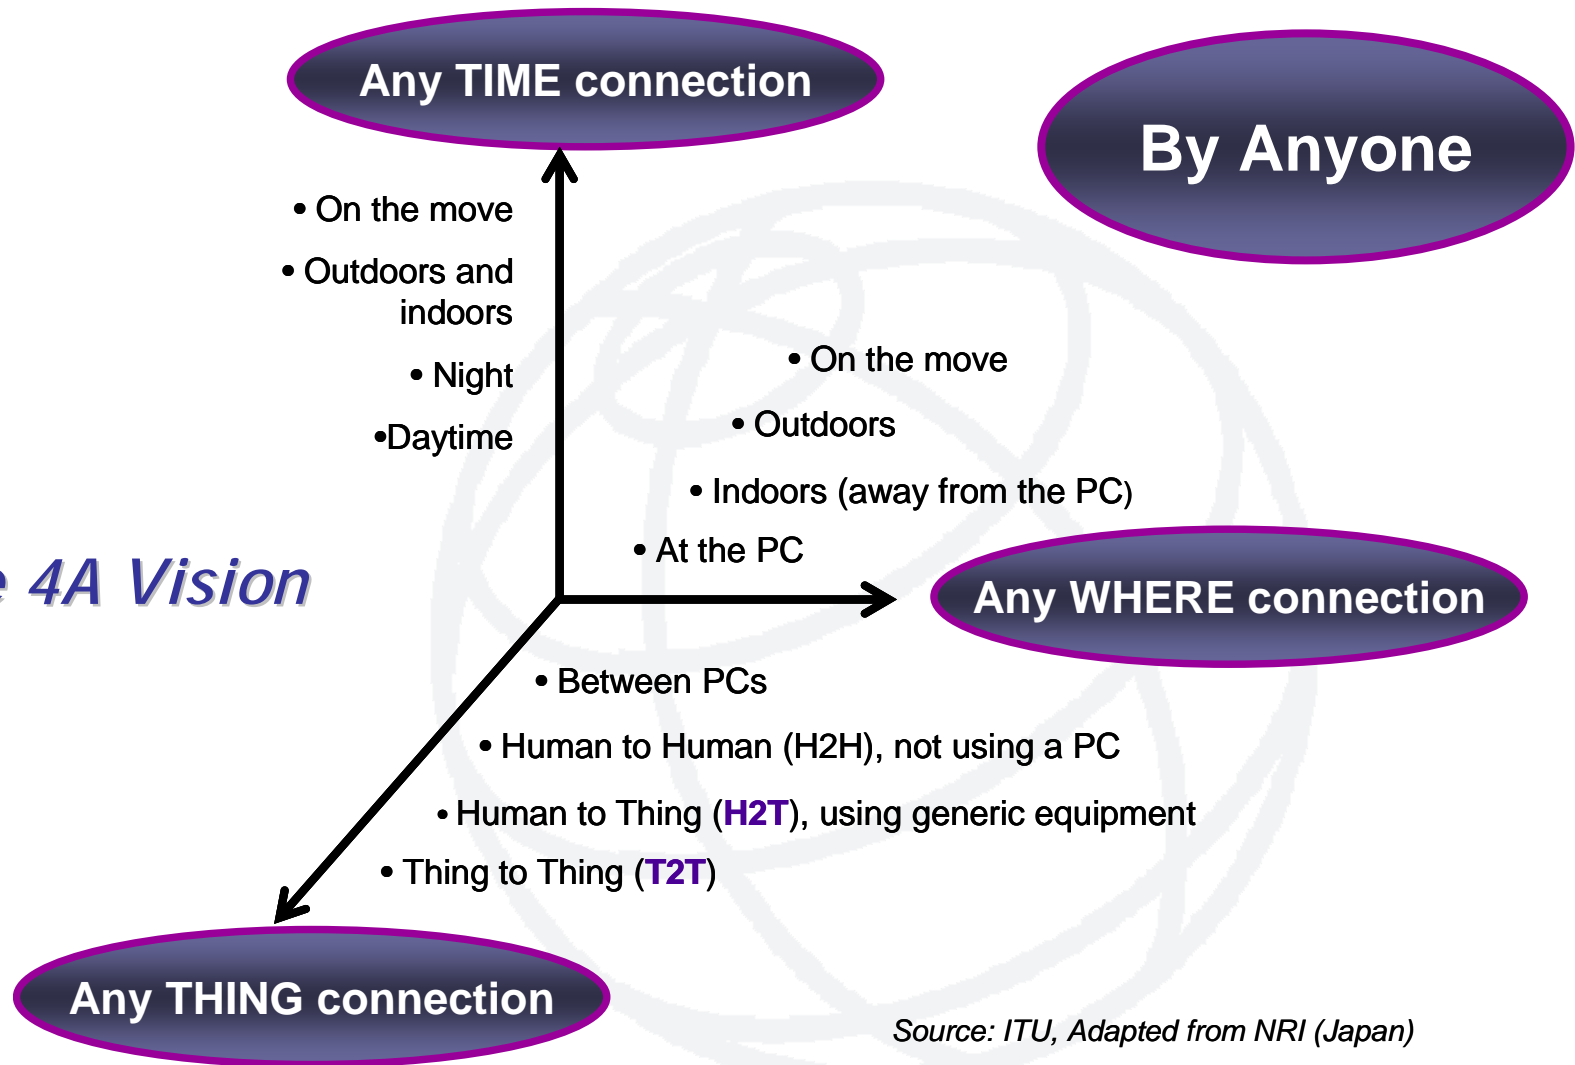 Any TIME connection
By Anyone
• On the move
• Outdoors and
indoors
• Night
•Daytime
• On the move
• Outdoors
• Indoors (away from the PC)
• At the PC
e 4A Vision
Any WHERE connection
• Between PCs
• Human to Human (H2H), not using a PC
• Human to Thing (H2T), using generic equipment
• Thing to Thing (T2T)
Any THING connection
Source: ITU, Adapted from NRI (Japan)